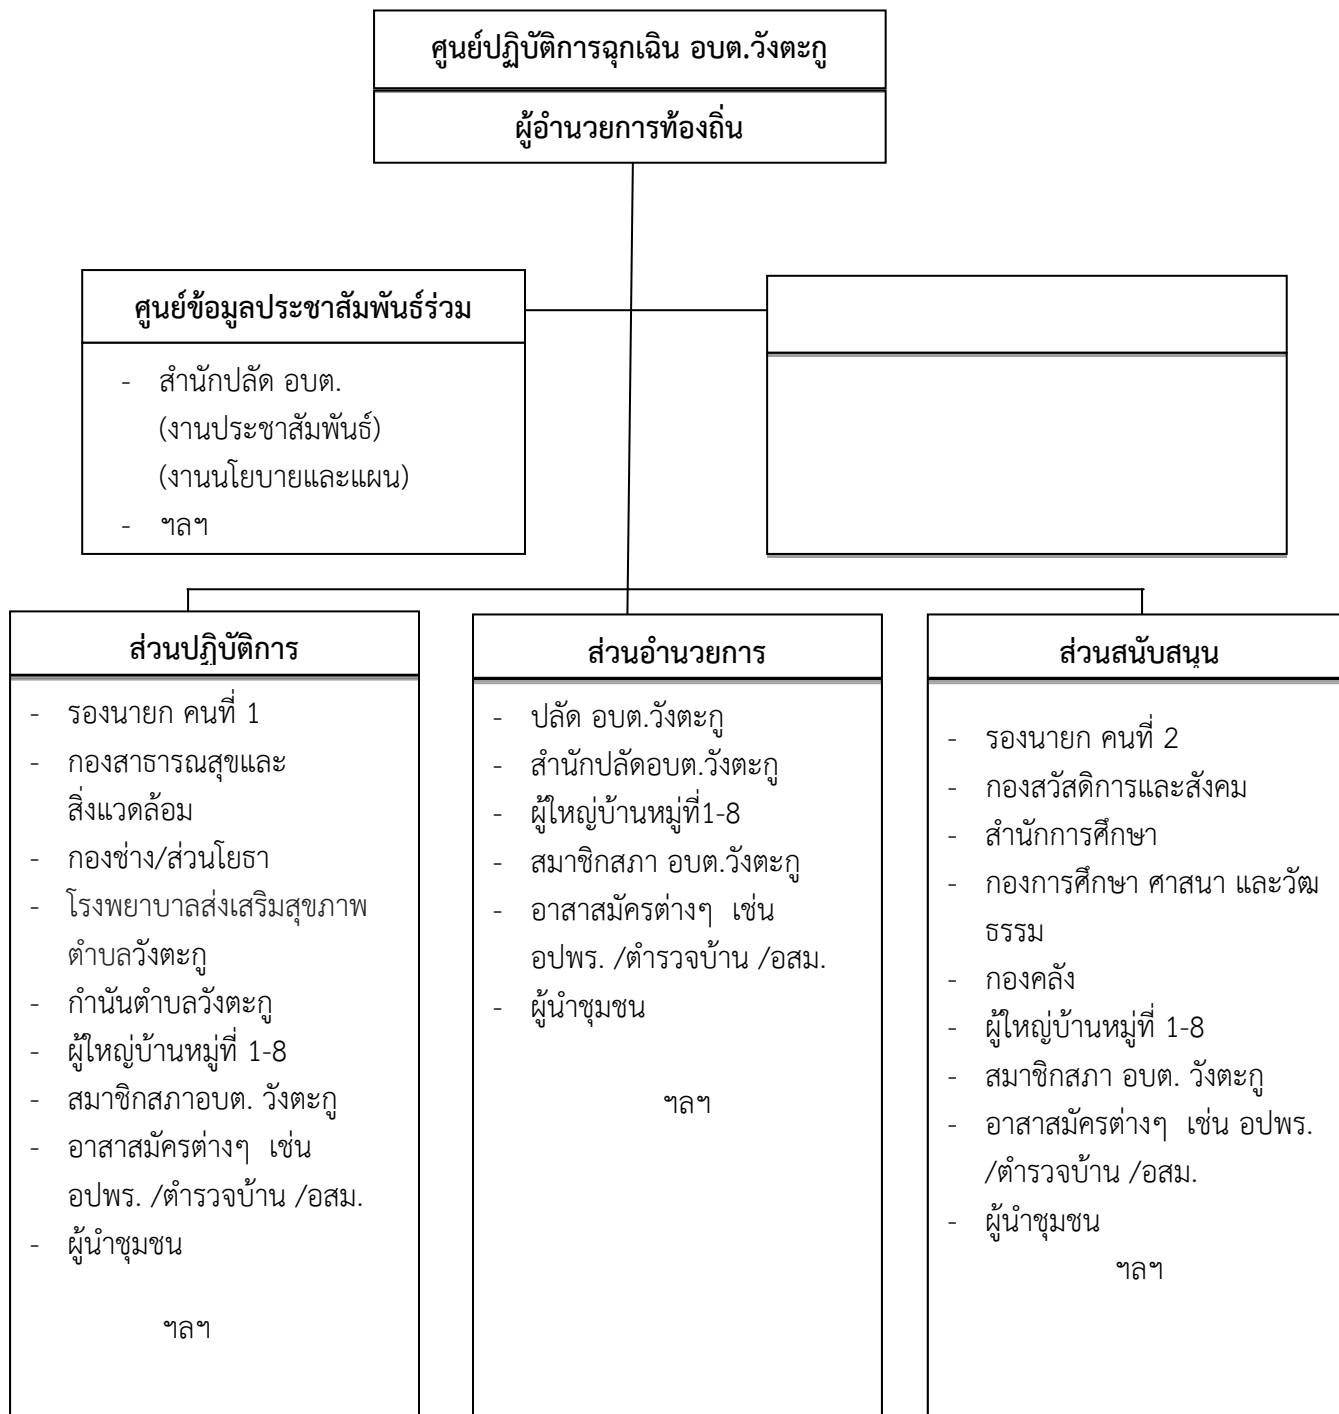 ศูนย์ปฏิบัติการฉุกเฉิน อบต.วังตะกู
ผู้อำนวยการท้องถิ่น
ศูนย์ข้อมูลประชาสัมพันธ์ร่วม
- สำนักปลัด อบต.
(งานประชาสัมพันธ์)
(งานนโยบายและแผน)
- ฯลฯ
ส่วนปฏิบัติการ
- รองนายก คนที่ 1
- กองสาธารณสุขและ
สิ่งแวดล้อม
- กองช่าง/ส่วนโยธา
- โรงพยาบาลส่งเสริมสุขภาพ
ตำบลวังตะกู
- กำนันตำบลวังตะกู
- ผู้ใหญ่บ้านหมู่ที่ 1-8
- สมาชิกสภาอบต. วังตะกู
- อาสาสมัครต่างๆ เช่น
อปพร. /ตำรวจบ้าน /อสม.
- ผู้นำชุมชน
ฯลฯ
ส่วนอำนวยการ
- ปลัด อบต.วังตะกู
- สำนักปลัดอบต.วังตะกู
- ผู้ใหญ่บ้านหมู่ที่1-8
- สมาชิกสภา อบต.วังตะกู
- อาสาสมัครต่างๆ เช่น
อปพร. /ตำรวจบ้าน /อสม.
- ผู้นำชุมชน
ฯลฯ
ส่วนสนับสนุน
- รองนายก คนที่ 2
- กองสวัสดิการและสังคม
- สำนักการศึกษา
- กองการศึกษา ศาสนา และวัฒ
ธรรม
- กองคลัง
- ผู้ใหญ่บ้านหมู่ที่ 1-8
- สมาชิกสภา อบต. วังตะกู
- อาสาสมัครต่างๆ เช่น อปพร.
/ตำรวจบ้าน /อสม.
- ผู้นำชุมชน
ฯลฯ